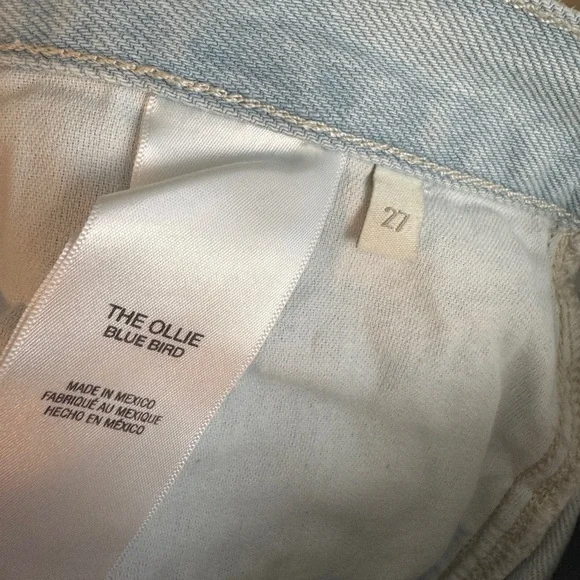 27
THE OLLIE
BLUE BIRD
MADE IN MEXICO
FABRIQUÉ AU MEXIQUE
HECHO EN MÉXICO